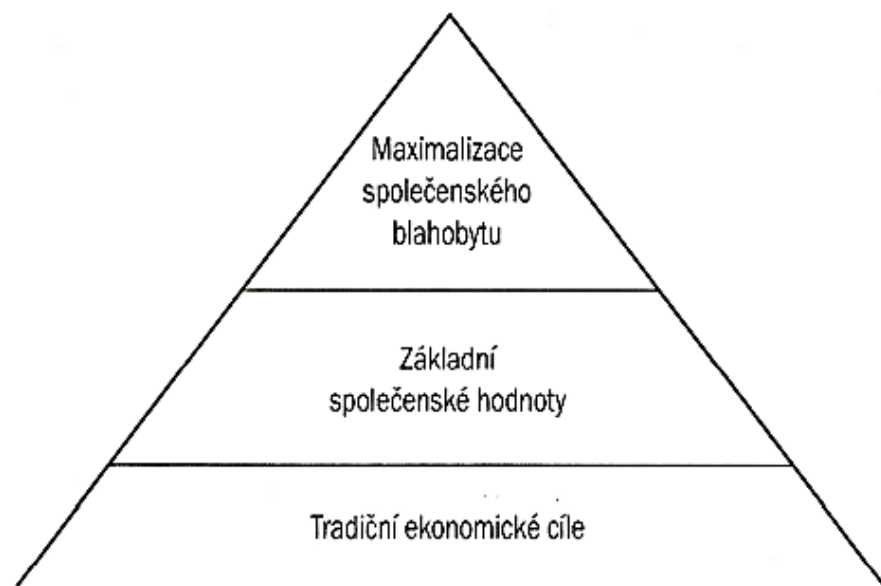 Maximalizace
společenského
blahobytu
Základní
společenské hodnoty
Tradiční ekonomické cíle